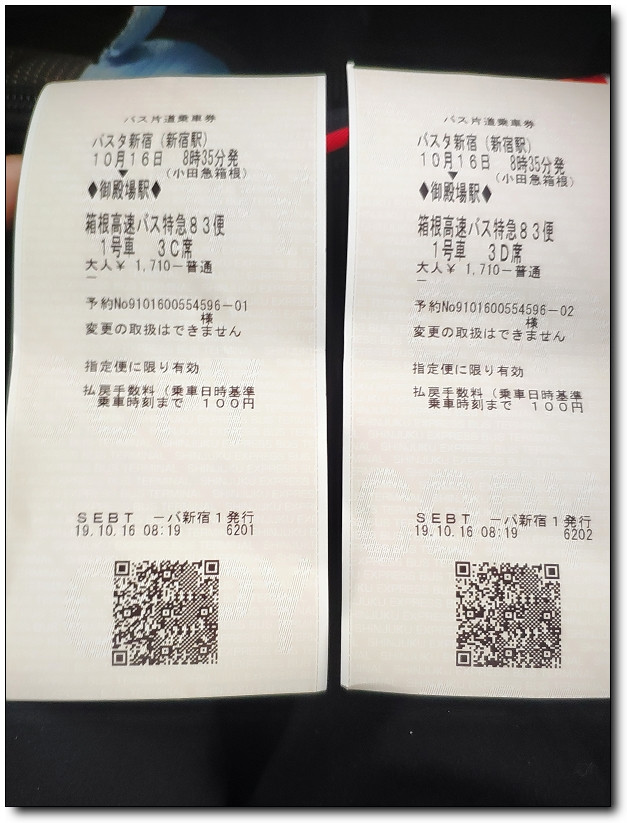 バス片道乗車券
バスタ新宿（新宿駅）
１０月１６日　８時３５分発
▼　（小田急箱根）
♦御殿場駅♦
箱根高速バス特急８３便
１号車　３Ｃ席
大人￥ 1,710－普通
－
予約No9101600554596－01
様
変更の取扱はできません
指定便に限り有効
払戻手数料（乗車日時基準
乗車時刻まで　１００円
ＳＥＢＴ　ーバ新宿１発行
19.10.16 08:19　6201
バス片道乗車券
バスタ新宿（新宿駅）
１０月１６日　８時３５分発
▼　（小田急箱根）
♦御殿場駅♦
箱根高速バス特急８３便
１号車　３Ｄ席
大人￥ 1,710－普通
－
予約No9101600554596－02
様
変更の取扱はできません
指定便に限り有効
払戻手数料（乗車日時基準
乗車時刻まで　１００円
ＳＥＢＴ　ーバ新宿１発行
19.10.16 08:19　6202